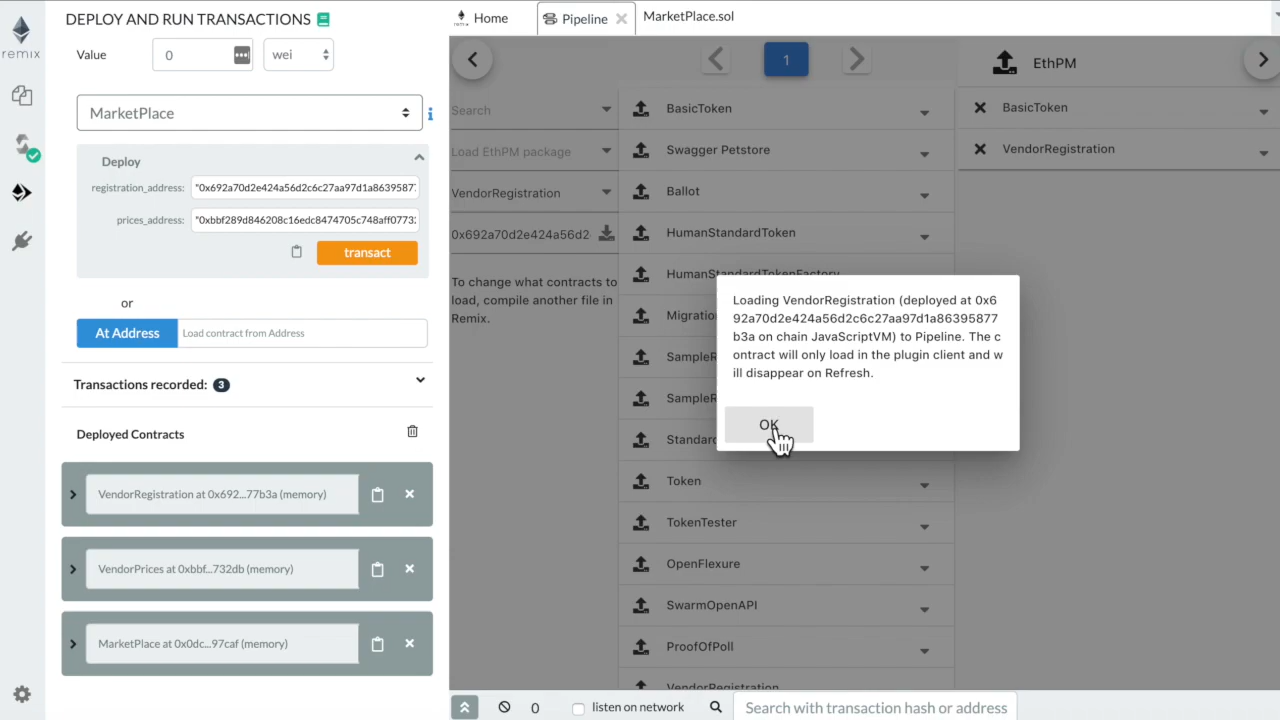 remix
DEPLOY AND RUN TRANSACTIONS
Value
0
wei
MarketPlace
Deploy
registration_address:
"0x692a70d2e424a56d2c6c27aa97d1a86395877
prices_address:
"0xbbf289d846208c16edc8474705c748aff0773
transact
or
At Address
Load contract from Address
Transactions recorded: 3
Deployed Contracts
VendorRegistration at 0x692...77b3a (memory)
VendorPrices at 0xbbf...732db (memory)
MarketPlace at 0x0dc...97caf (memory)
remix
Home
Pipeline
MarketPlace.sol
1
EthPM
Search
Load EthPM package
VendorRegistration
0x692a70d2e424a56d2
To change what contracts to
load, compile another file in
Remix.
BasicToken
Swagger Petstore
Ballot
HumanStandardToken
HumanStandardTokenFactory
Migratio
SampleR
SampleR
Standard
Token
TokenTester
OpenFlexure
SwarmOpenAPI
ProofOfPoll
VendorRegistration
BasicToken
VendorRegistration
Loading VendorRegistration (deployed at 0x6
92a70d2e424a56d2c6c27aa97d1a86395877
b3a on chain JavaScriptVM) to Pipeline. The c
ontract will only load in the plugin client and w
ill disappear on Refresh.
OK
0
listen on network
Search with transaction hash or address